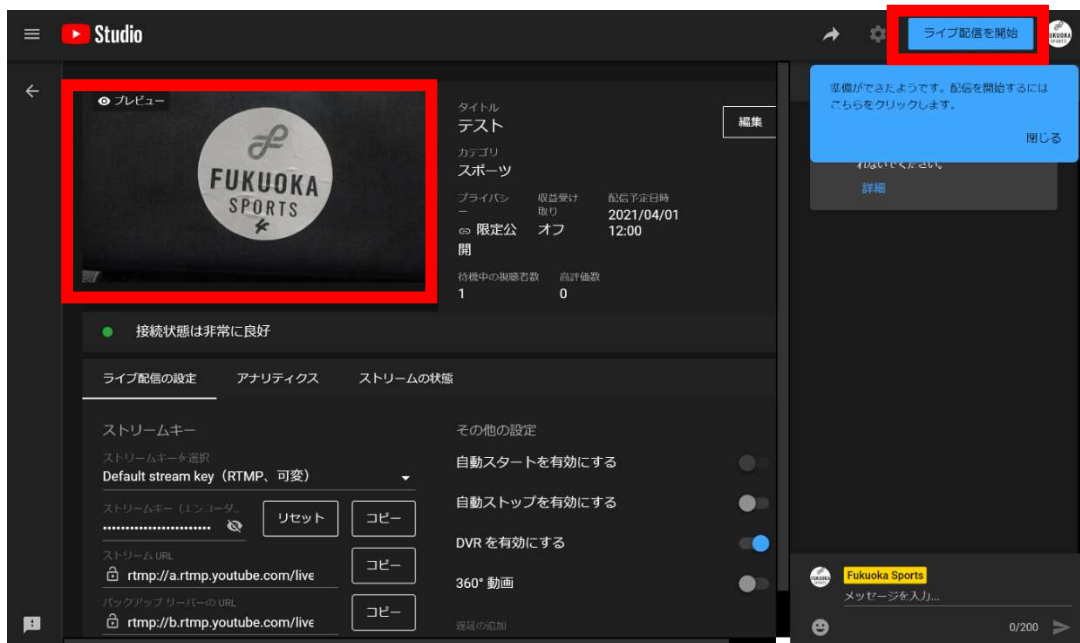 Studio
ライブ配信を開始
プレビュー
FUKUOKA
SPORTS
タイトル
テスト
編集
カテゴリ
スポーツ
プライバシー
限定公開
収益受け取り
オフ
配信予定日時
2021/04/01
12:00
待機中の視聴者数
1
高評価数
0
準備ができたようです。配信を開始するには
こちらをクリックします。
閉じる
れないでください。
詳細
接続状態は非常に良好
ライブ配信の設定
アナリティクス
ストリームの状態
ストリームキー
ストリームキーを選択
Default stream key（RTMP、可変）
ストリームキー（エンコーダ...
リセット
コピー
ストリーム URL
rtmp://a.rtmp.youtube.com/live
コピー
バックアップ サーバーの URL
rtmp://b.rtmp.youtube.com/live
コピー
その他の設定
自動スタートを有効にする
自動ストップを有効にする
DVR を有効にする
360° 動画
遅延の追加
Fukuoka Sports
メッセージを入力...
0/200